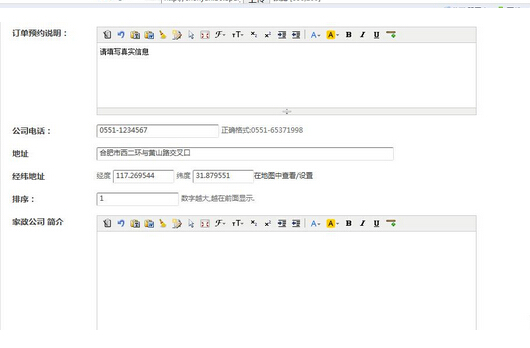 订单预约说明：
请填写真实信息
公司电话： 0551-1234567 正确格式:0551-65371998
地址 合肥市西二环与黄山路交叉口
经纬地址 经度 117.269544 纬度 31.879551 在地图中查看/设置
排序： 1 数字越大,越在前面显示.
家政公司 简介